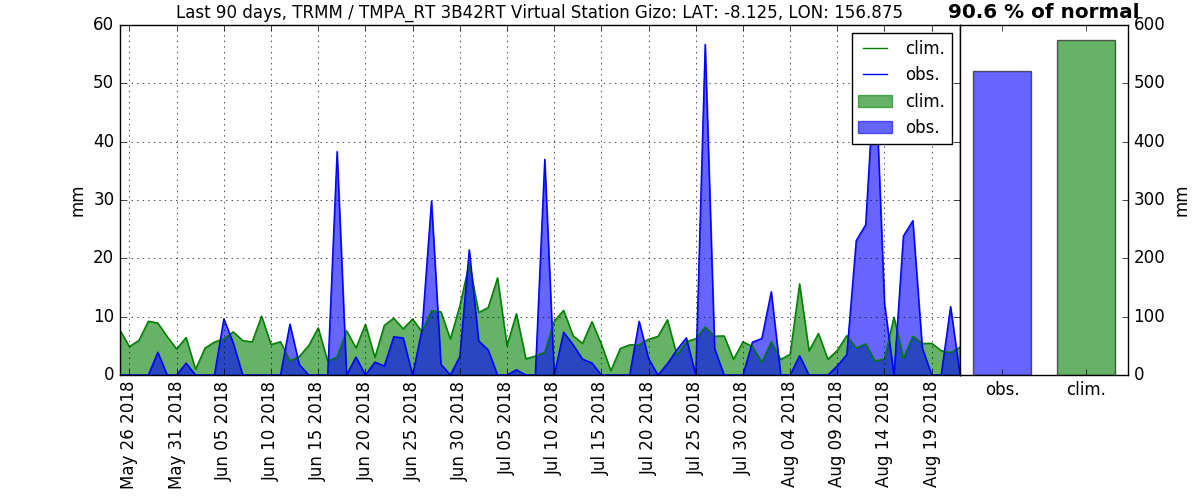 Last 90 days, TRMM / TMPA_RT 3B42RT Virtual Station Gizo: LAT: -8.125, LON: 156.875
90.6 % of normal
60
50
40
30
20
10
0
mm
clim.
obs.
clim.
obs.
600
500
400
300
200
100
0
mm
May 26 2018
May 31 2018
Jun 05 2018
Jun 10 2018
Jun 15 2018
Jun 20 2018
Jun 25 2018
Jun 30 2018
Jul 05 2018
Jul 10 2018
Jul 15 2018
Jul 20 2018
Jul 25 2018
Jul 30 2018
Aug 04 2018
Aug 09 2018
Aug 14 2018
Aug 19 2018
obs.
clim.